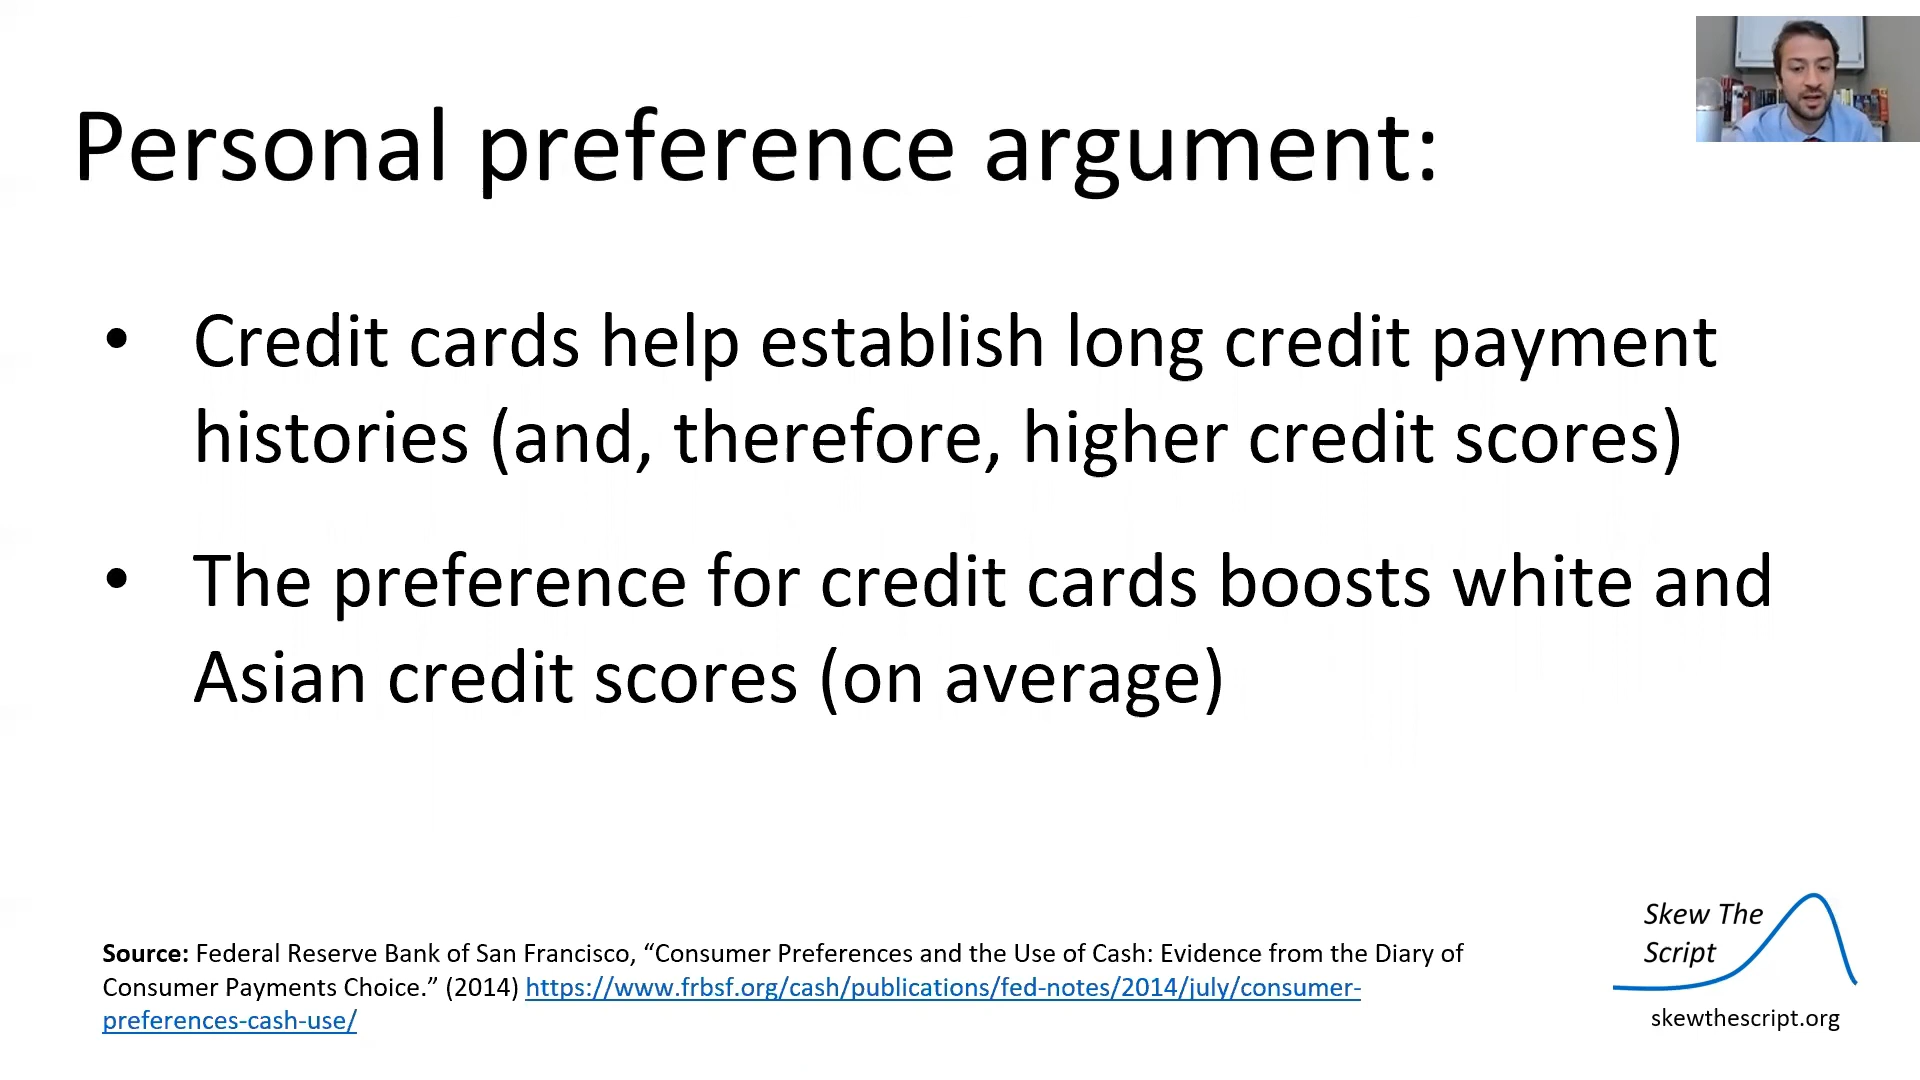 Personal preference argument:
• Credit cards help establish long credit payment
histories (and, therefore, higher credit scores)
• The preference for credit cards boosts white and
Asian credit scores (on average)
Source: Federal Reserve Bank of San Francisco, “Consumer Preferences and the Use of Cash: Evidence from the Diary of
Consumer Payments Choice.” (2014) https://www.frbsf.org/cash/publications/fed-notes/2014/july/consumer-
preferences-cash-use/
Skew The
Script
skewthescript.org